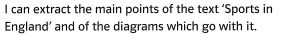 I can extract the main points of the text ‘Sports in
England’ and of the diagrams which go with it.